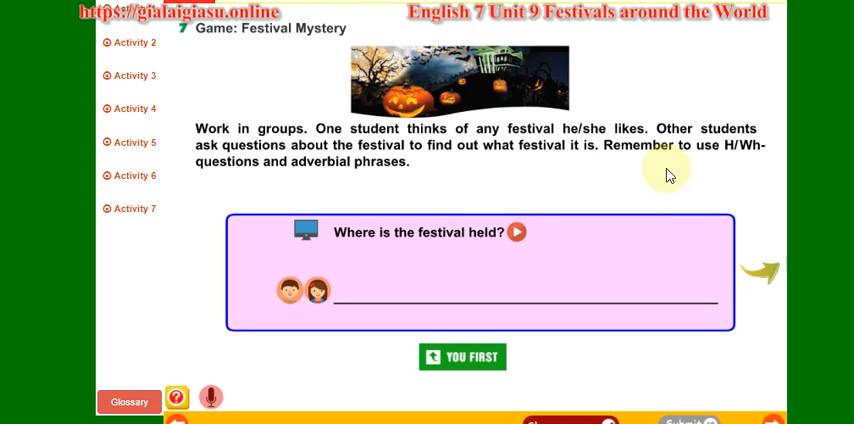 https://gialaigiasu.online
English 7 Unit 9 Festivals around the World
7 Game: Festival Mystery
Activity 2
Activity 3
Activity 4
Activity 5
Activity 6
Activity 7
Work in groups. One student thinks of any festival he/she likes. Other students
ask questions about the festival to find out what festival it is. Remember to use H/Wh-
questions and adverbial phrases.
Where is the festival held?
YOU FIRST
Glossary
?
Submit